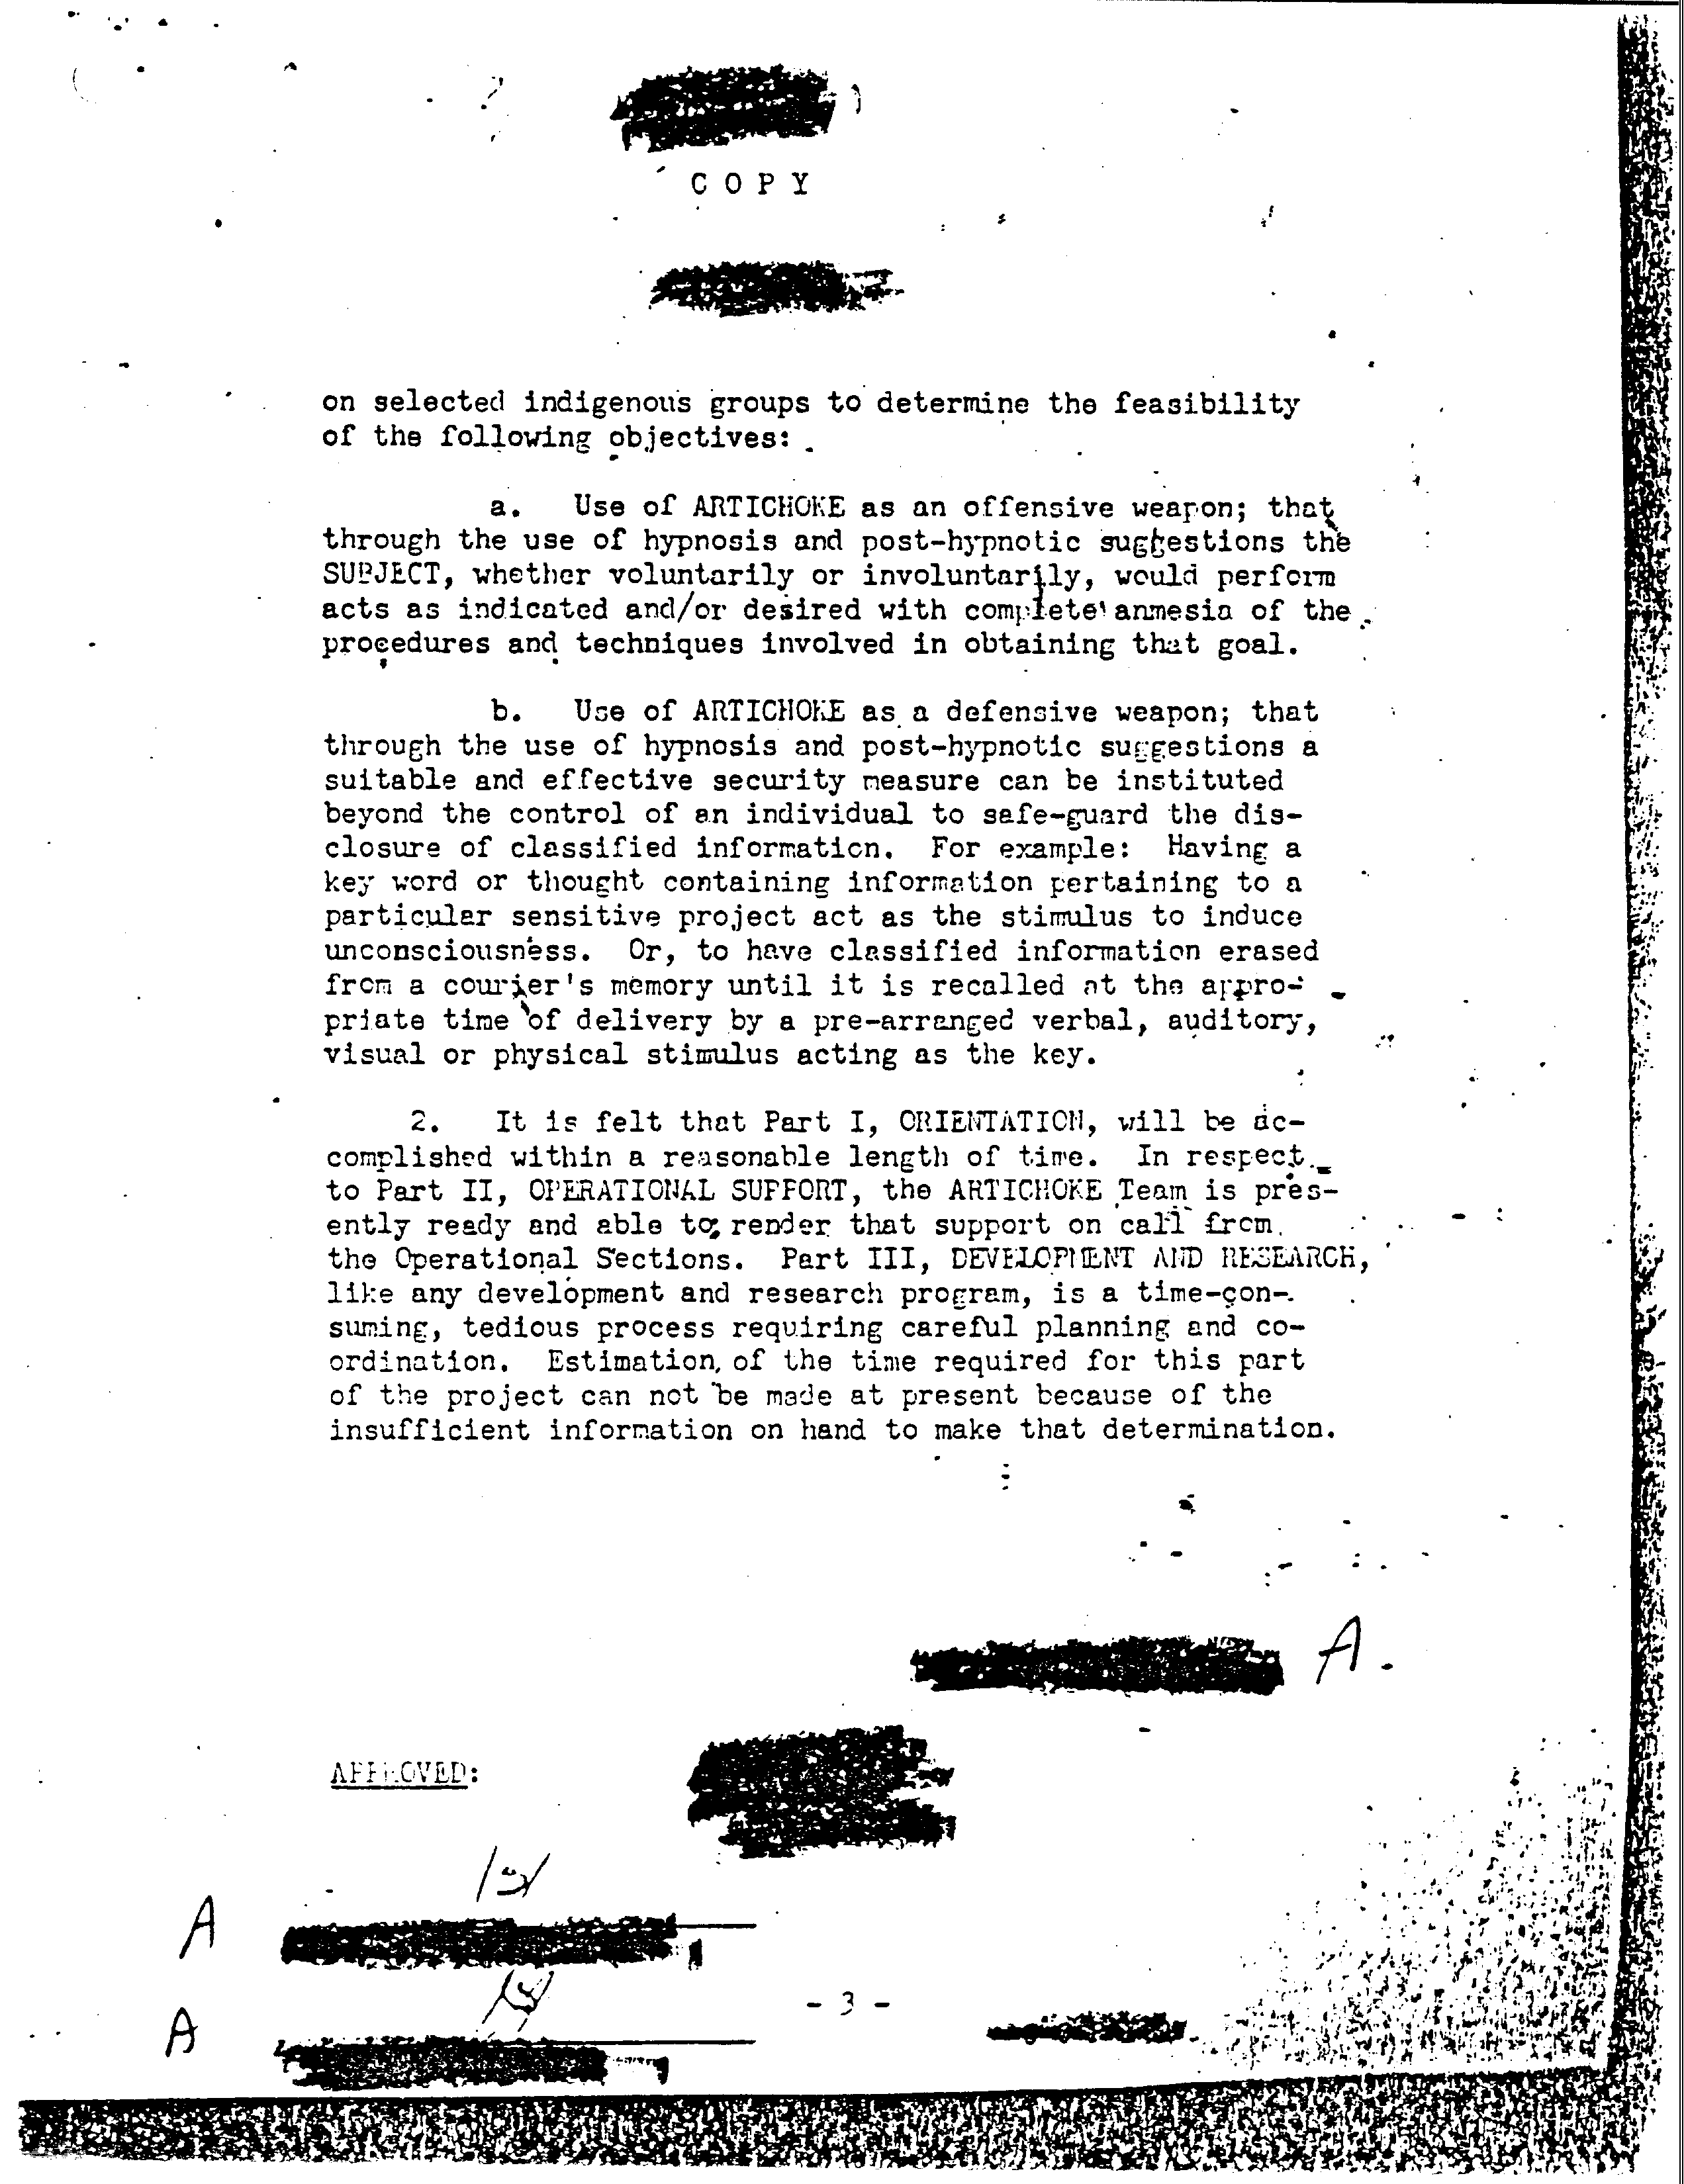 C O P Y
on selected indigenous groups to determine the feasibility
of the following objectives:
a. Use of ARTICHOKE as an offensive weapon; that
through the use of hypnosis and post-hypnotic suggestions the
SUBJECT, whether voluntarily or involuntarily, would perform
acts as indicated and/or desired with complete anmesia of the
procedures and techniques involved in obtaining that goal.
b. Use of ARTICHOKE as a defensive weapon; that
through the use of hypnosis and post-hypnotic suggestions a
suitable and effective security measure can be instituted
beyond the control of an individual to safe-guard the dis-
closure of classified information. For example: Having a
key word or thought containing information pertaining to a
particular sensitive project act as the stimulus to induce
unconsciousness. Or, to have classified information erased
from a courier's memory until it is recalled at the appro-
priate time of delivery by a pre-arranged verbal, auditory,
visual or physical stimulus acting as the key.
2. It is felt that Part I, ORIENTATION, will be ac-
complished within a reasonable length of time. In respect
to Part II, OPERATIONAL SUPPORT, the ARTICHOKE Team is pres-
ently ready and able to render that support on call from
the Operational Sections. Part III, DEVELOPMENT AND RESEARCH,
like any development and research program, is a time-con-
suming, tedious process requiring careful planning and co-
ordination. Estimation of the time required for this part
of the project can not be made at present because of the
insufficient information on hand to make that determination.
A
APPROVED:
/s/
A
/s/
- 3 -
A